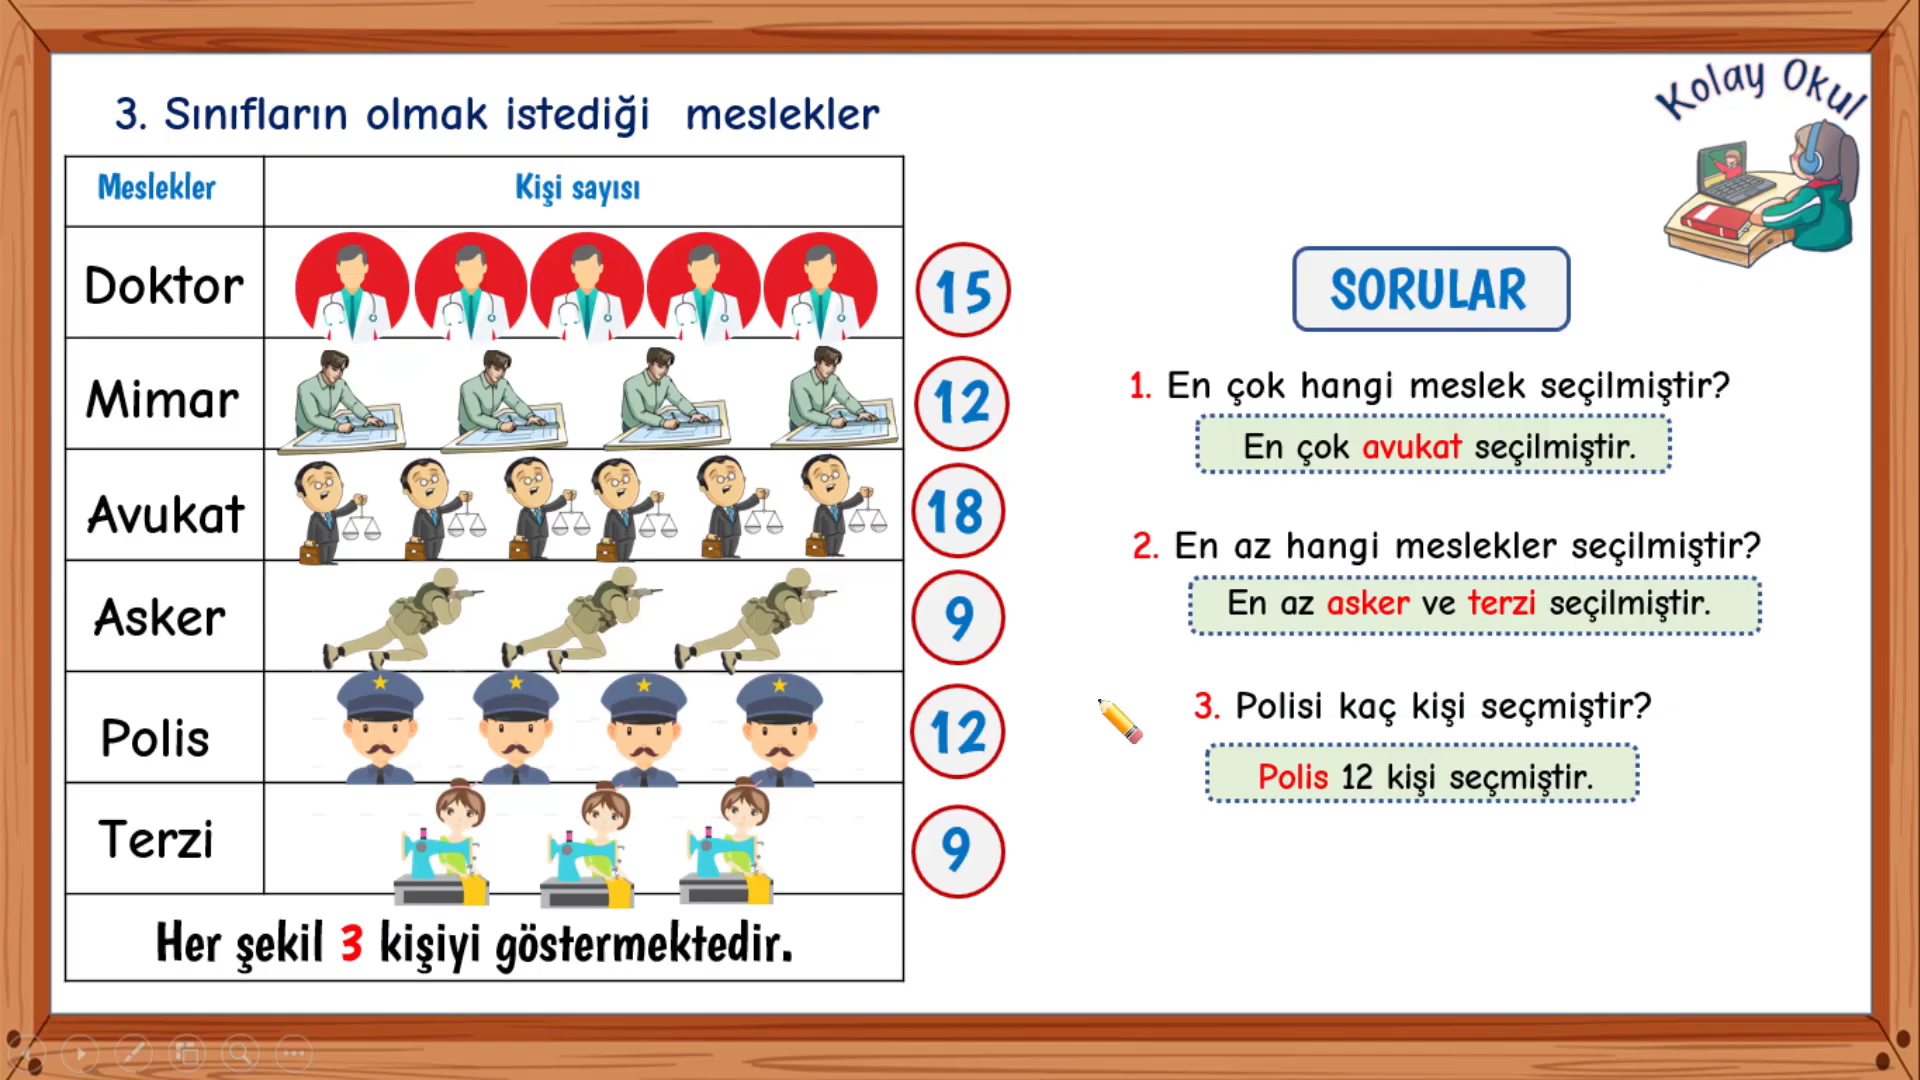 Kolay Okul
3. Sınıfların olmak istediği meslekler
Meslekler Kişi sayısı
Doktor 15
Mimar 12
Avukat 18
Asker 9
Polis 12
Terzi 9
Her şekil 3 kişiyi göstermektedir.
SORULAR
1. En çok hangi meslek seçilmiştir?
En çok avukat seçilmiştir.
2. En az hangi meslekler seçilmiştir?
En az asker ve terzi seçilmiştir.
3. Polisi kaç kişi seçmiştir?
Polis 12 kişi seçmiştir.